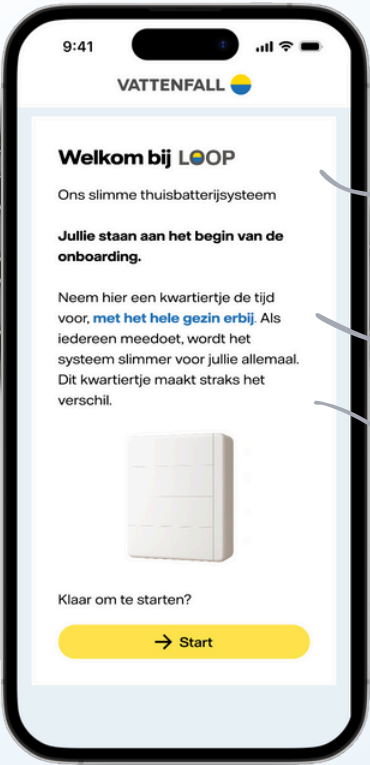 9:41
VATTENFALL
Welkom bij LOOP
Ons slimme thuisbatterijsysteem
Jullie staan aan het begin van de
onboarding.
Neem hier een kwartiertje de tijd
voor, met het hele gezin erbij. Als
iedereen meedoet, wordt het
systeem slimmer voor jullie allemaal.
Dit kwartiertje maakt straks het
verschil.
Klaar om te starten?
→ Start